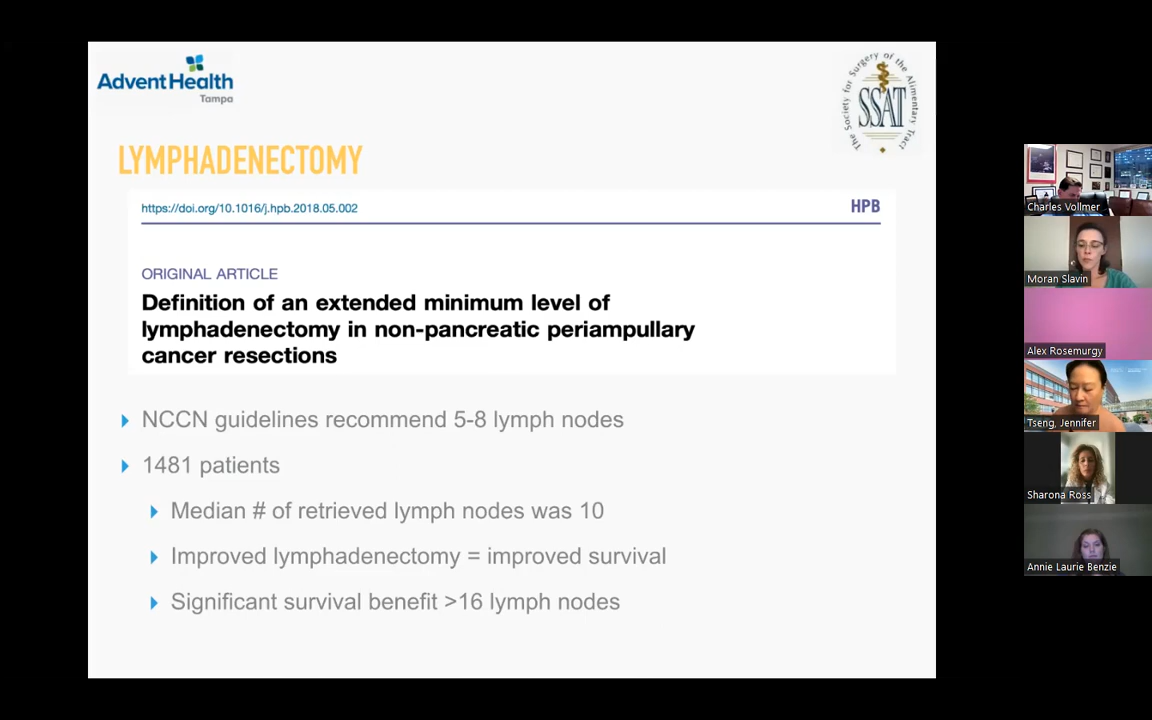 AdventHealth
Tampa
The Society for Surgery of the Alimentary Tract
SSAT
LYMPHADENECTOMY
https://doi.org/10.1016/j.hpb.2018.05.002
HPB
ORIGINAL ARTICLE
Definition of an extended minimum level of
lymphadenectomy in non-pancreatic periampullary
cancer resections
NCCN guidelines recommend 5-8 lymph nodes
1481 patients
Median # of retrieved lymph nodes was 10
Improved lymphadenectomy = improved survival
Significant survival benefit >16 lymph nodes
Charles Vollmer
Moran Slavin
Alex Rosemurgy
Tseng, Jennifer
Sharona Ross
Annie Laurie Benzie